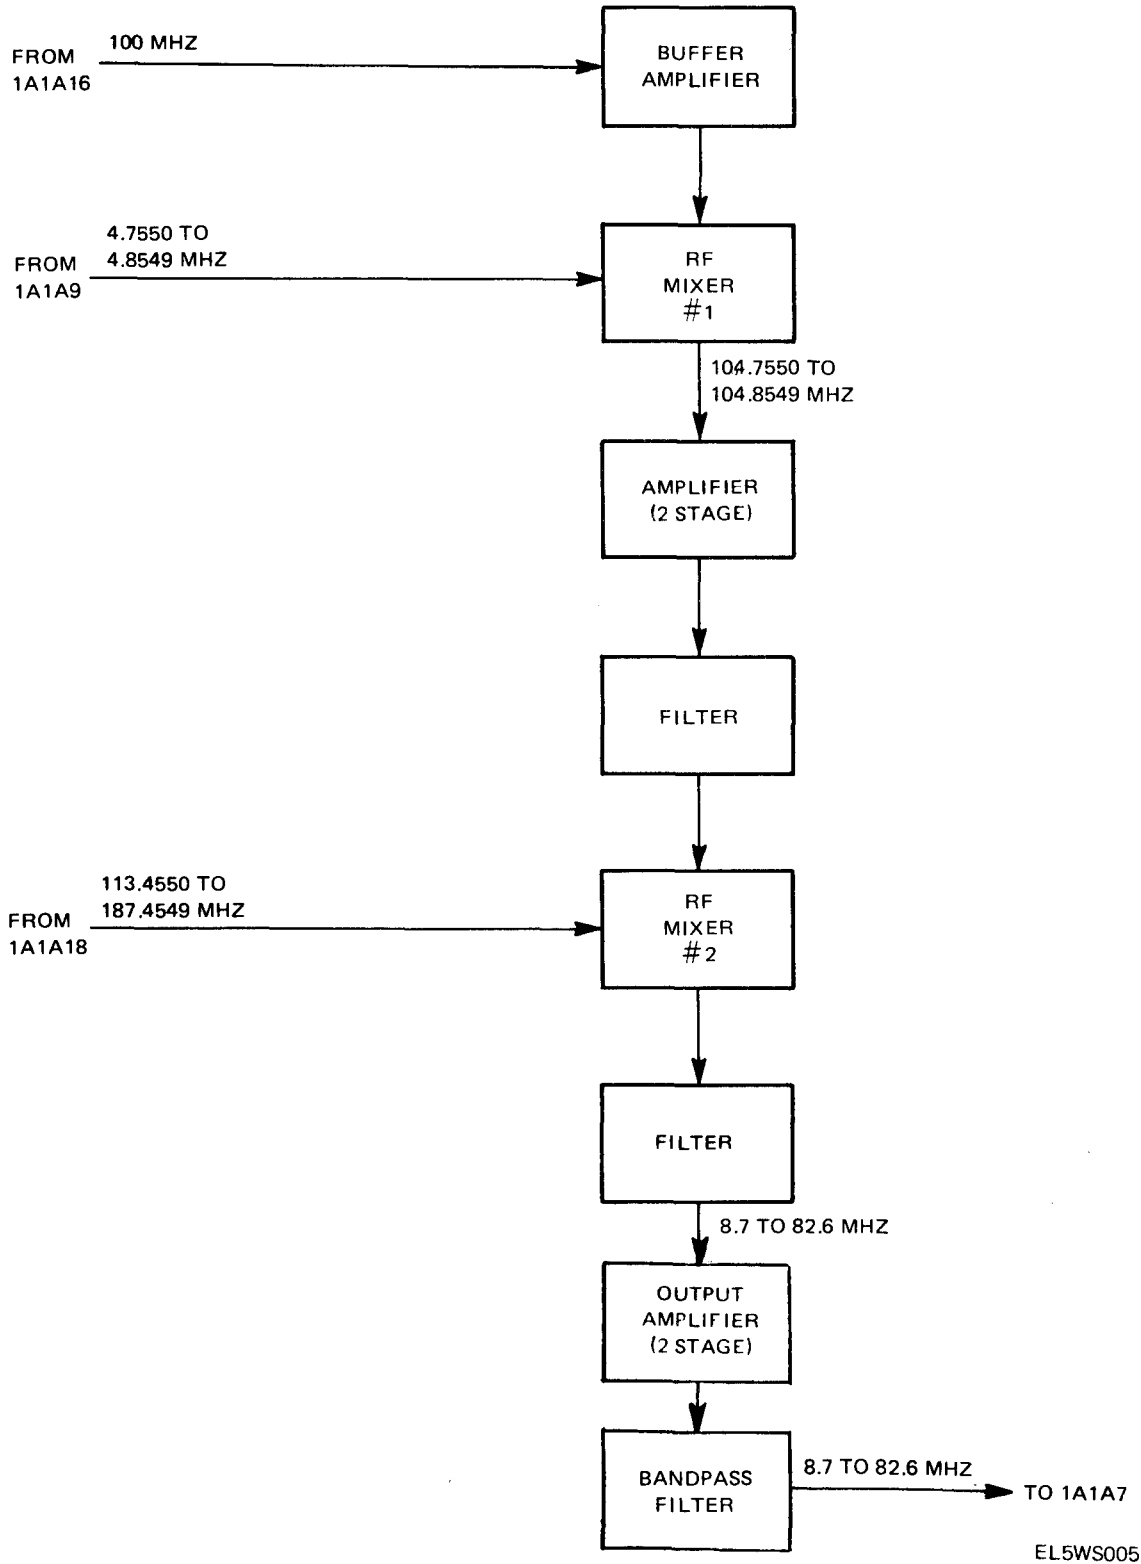 100 MHZ
FROM
1A1A16
BUFFER
AMPLIFIER
4.7550 TO
4.8549 MHZ
FROM
1A1A9
RF
MIXER
#1
104.7550 TO
104.8549 MHZ
AMPLIFIER
(2 STAGE)
FILTER
113.4550 TO
187.4549 MHZ
FROM
1A1A18
RF
MIXER
#2
FILTER
8.7 TO 82.6 MHZ
OUTPUT
AMPLIFIER
(2 STAGE)
BANDPASS
FILTER
8.7 TO 82.6 MHZ
TO 1A1A7
EL5WS005